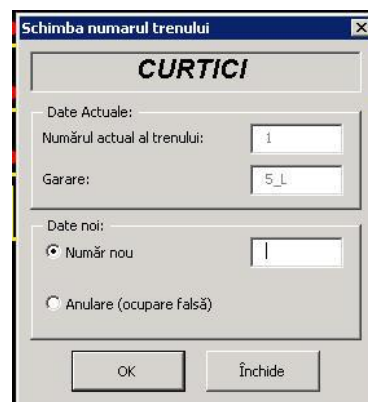 Schimba numarul trenului
CURTICI
Date Actuale:
Numărul actual al trenului: 1
Garare: 5_L
Date noi:
Număr nou
Anulare (ocupare falsă)
OK Închide